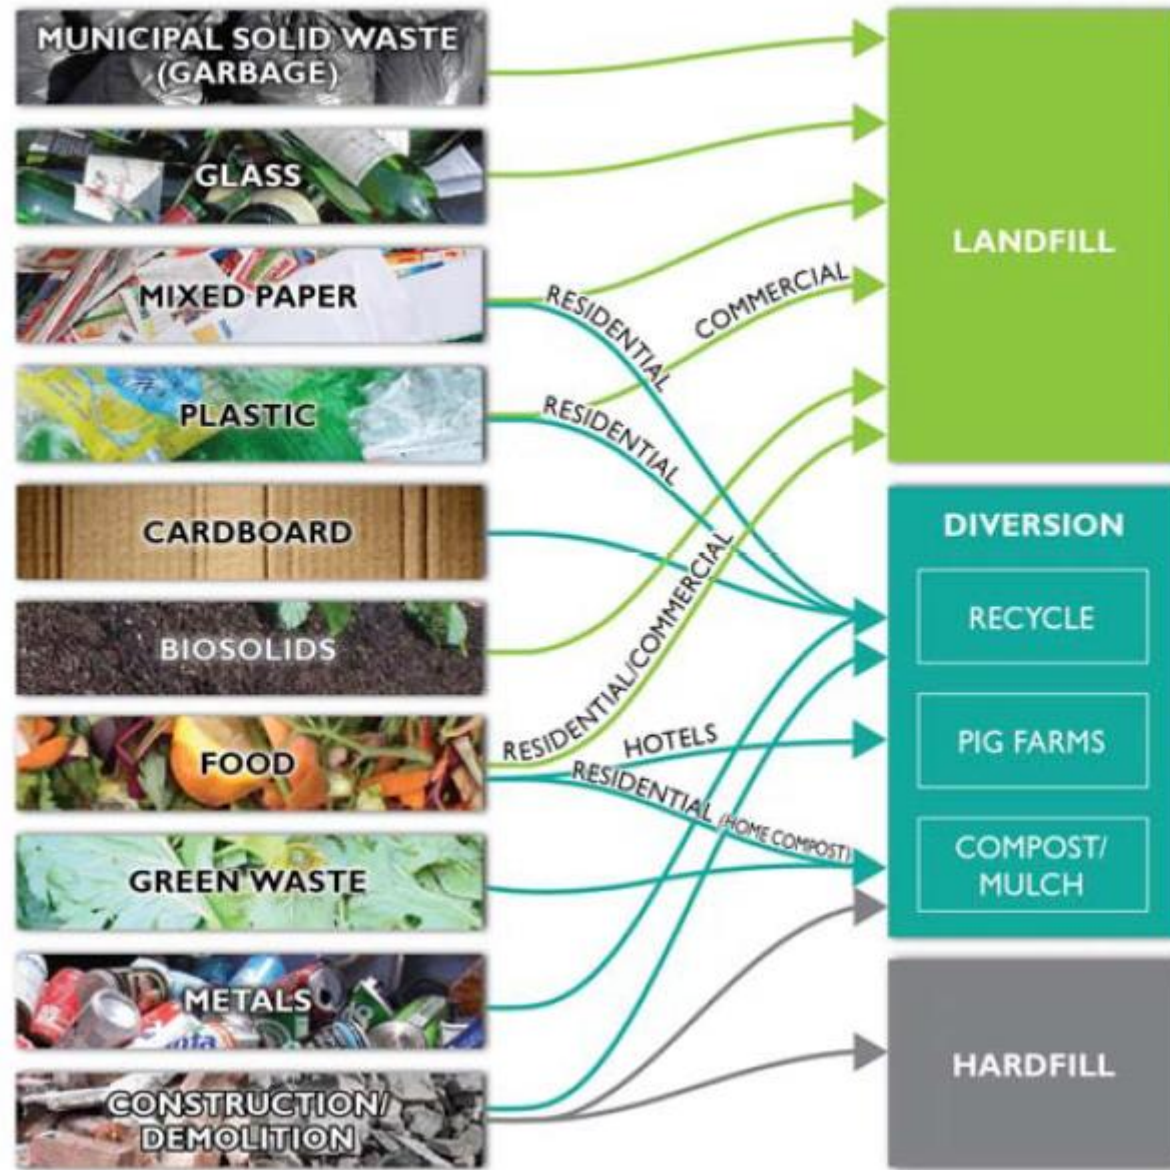 MUNICIPAL SOLID WASTE
(GARBAGE)
GLASS
MIXED PAPER
PLASTIC
CARDBOARD
BIOSOLIDS
FOOD
GREEN WASTE
METALS
CONSTRUCTION/
DEMOLITION
RESIDENTIAL
COMMERCIAL
RESIDENTIAL
RESIDENTIAL/COMMERCIAL
HOTELS
RESIDENTIAL (HOME COMPOST)
LANDFILL
DIVERSION
RECYCLE
PIG FARMS
COMPOST/
MULCH
HARDFILL